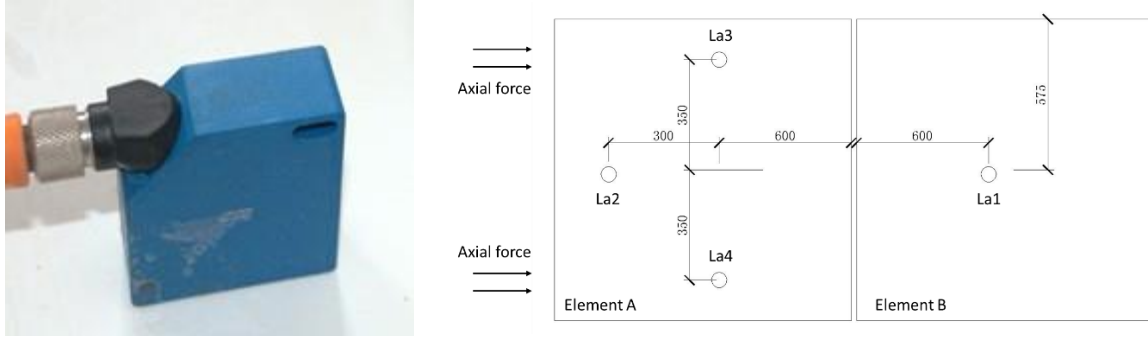 La3
Axial force
350
575
300
600
600
La2
La1
350
Axial force
La4
Element A
Element B